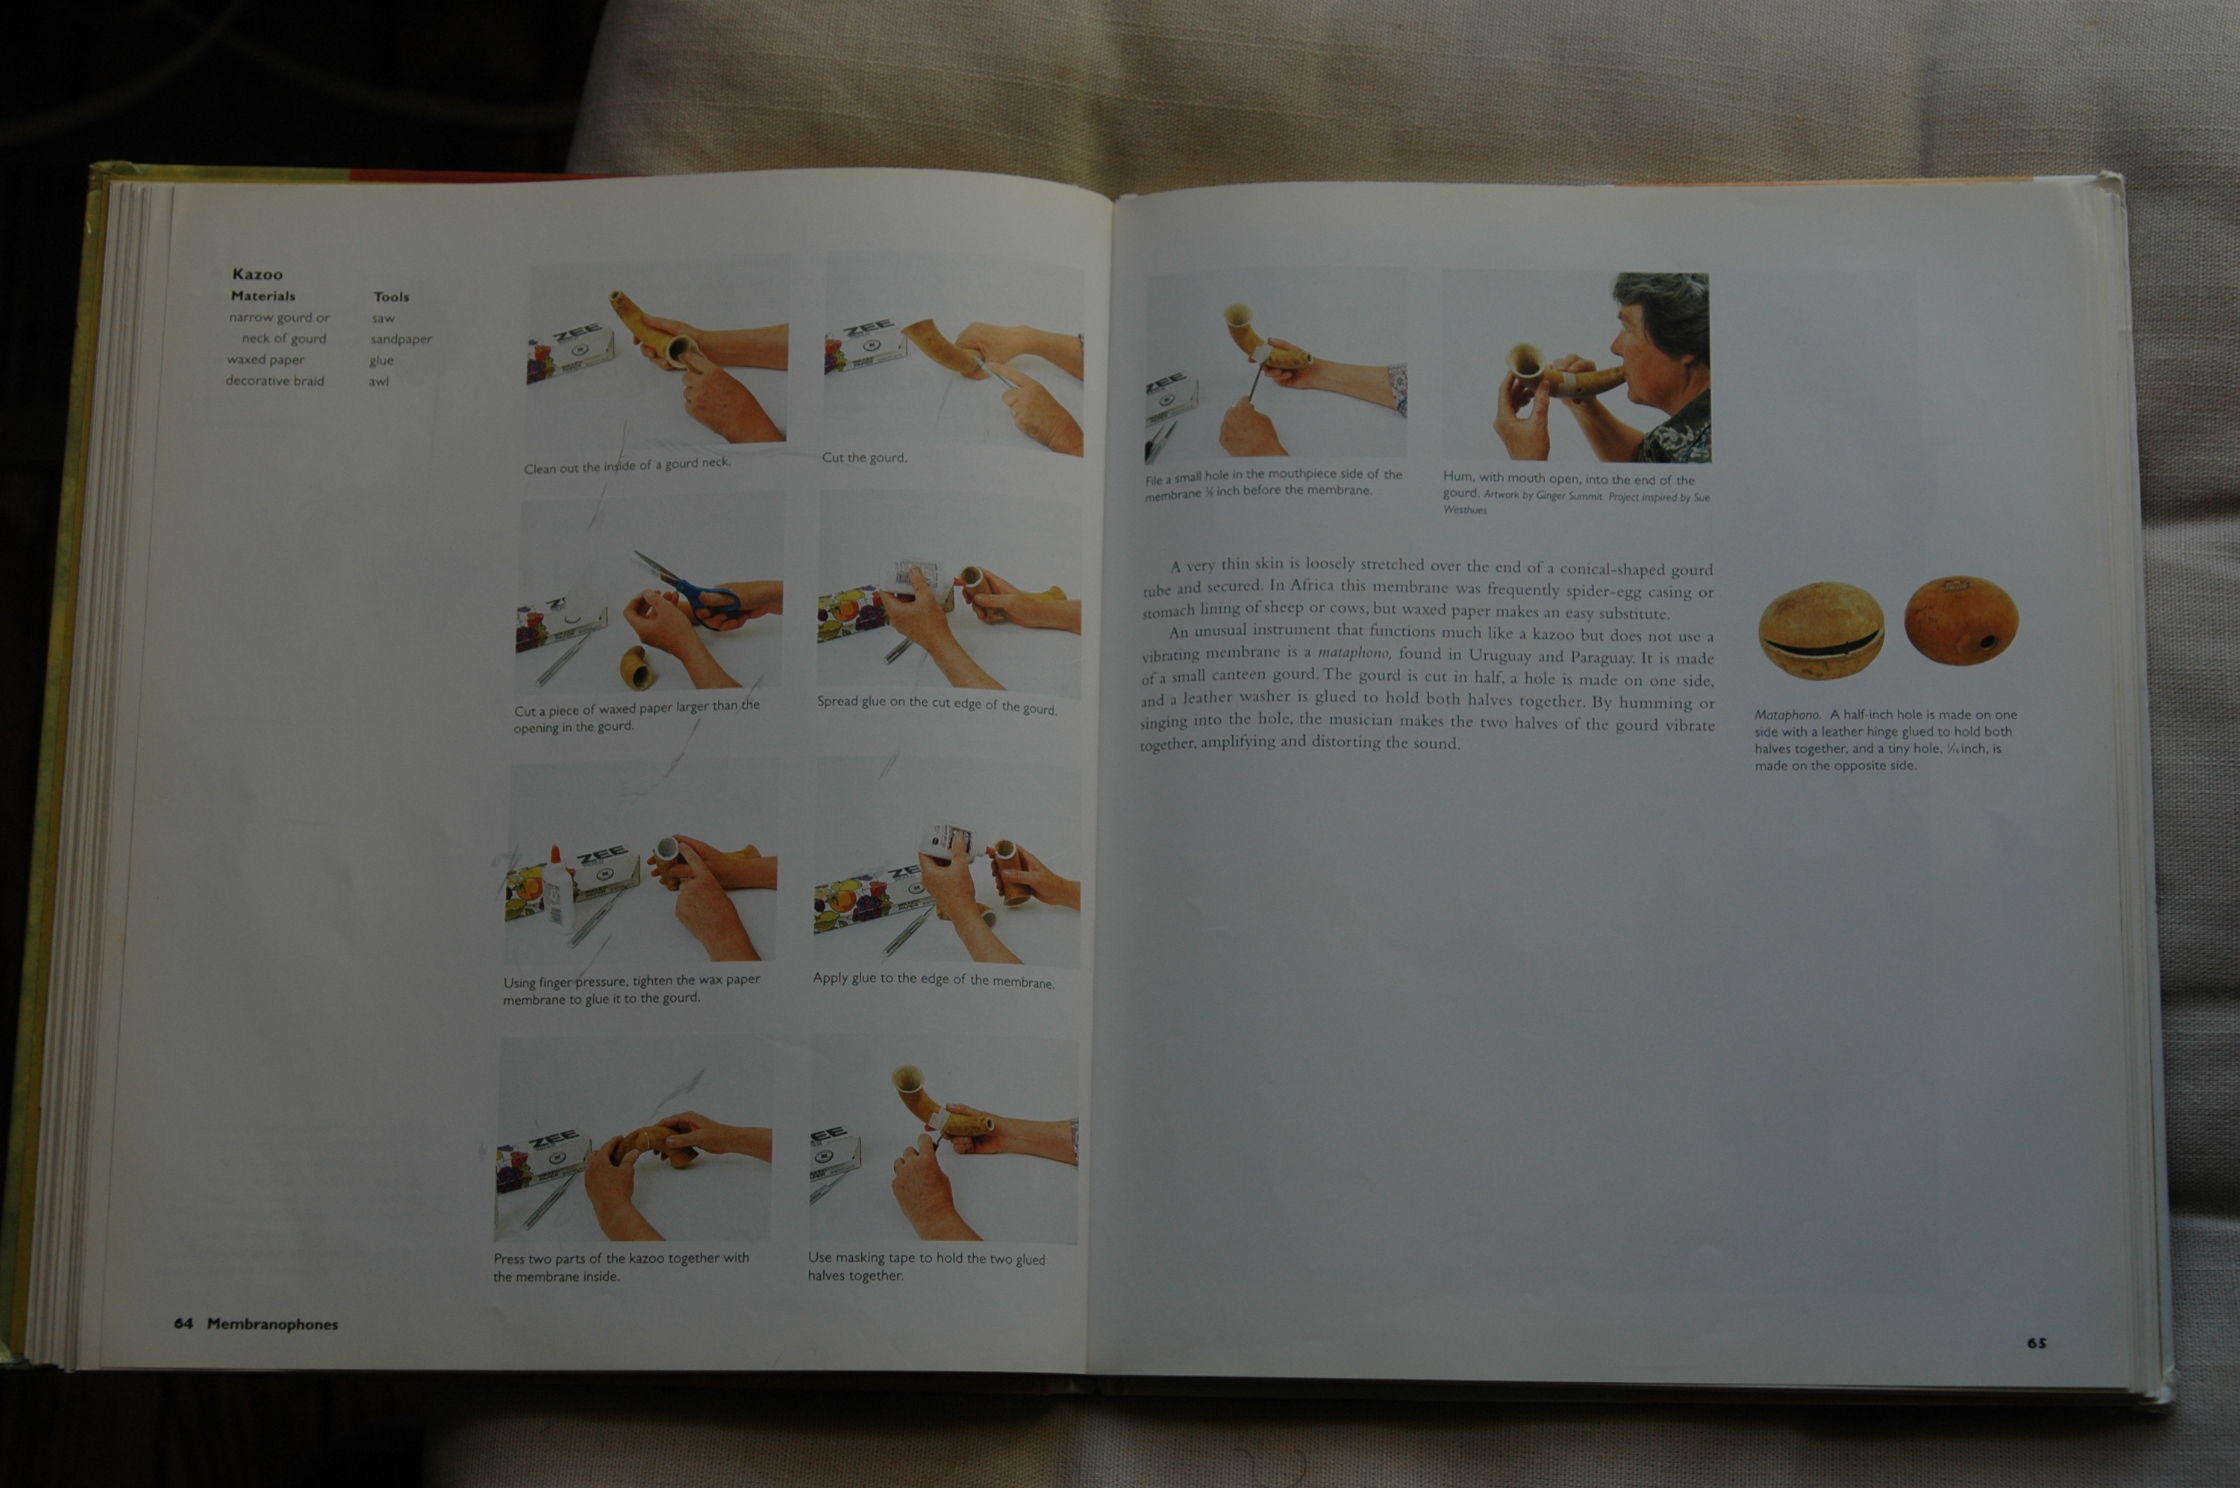 Kazoo
Materials Tools
narrow gourd or saw
neck of gourd sandpaper
waxed paper glue
decorative braid awl
ZEE
ZEE
Clean out the inside of a gourd neck.
Cut the gourd.
Cut a piece of waxed paper larger than the
opening in the gourd.
Spread glue on the cut edge of the gourd.
ZEE
Using finger pressure, tighten the wax paper
membrane to glue it to the gourd.
Apply glue to the edge of the membrane.
ZEE
Press two parts of the kazoo together with
the membrane inside.
Use masking tape to hold the two glued
halves together.
64 Membranophones
File a small hole in the mouthpiece side of the
membrane inch before the membrane.
Hum, with mouth open, into the end of the
gourd. Artwork by Ginger Summit Project inspired by Sue
Westhues
A very thin skin is loosely stretched over the end of a conical-shaped gourd
tube and secured. In Africa this membrane was frequently spider-egg casing or
stomach lining of sheep or cows, but waxed paper makes an easy substitute.
An unusual instrument that functions much like a kazoo but does not use a
vibrating membrane is a mataphono, found in Uruguay and Paraguay. It is made
of a small canteen gourd. The gourd is cut in half, a hole is made on one side,
and a leather washer is glued to hold both halves together. By humming or
singing into the hole, the musician makes the two halves of the gourd vibrate
together, amplifying and distorting the sound.
Mataphono. A half-inch hole is made on one
side with a leather hinge glued to hold both
halves together, and a tiny hole, 1/16 inch, is
made on the opposite side.
65